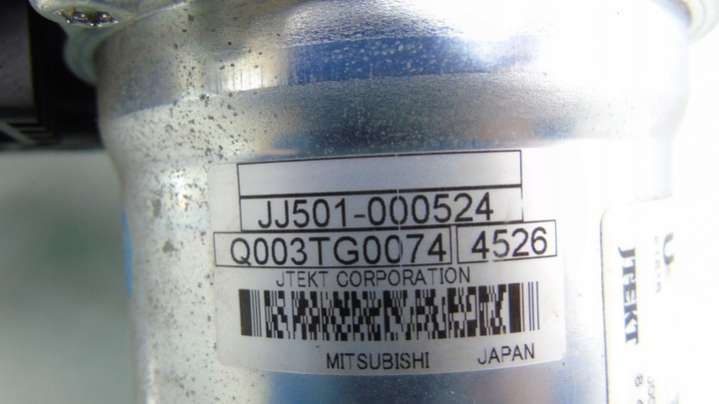 JJ501-000524
Q003TG0074 4526
JTEKT CORPORATION
MITSUBISHI JAPAN
JTEKT